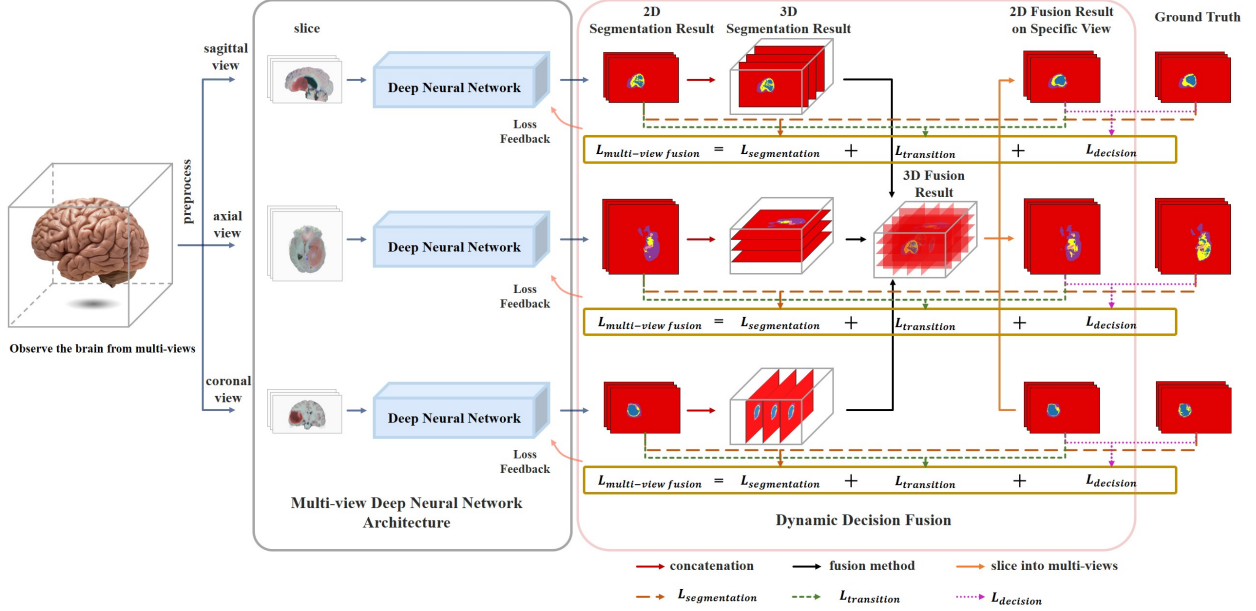 2D
Segmentation Result
3D
Segmentation Result
2D Fusion Result
on Specific View
Ground Truth
slice
sagittal
view
Deep Neural Network
Loss
Feedback
L_multi−view fusion = L_segmentation + L_transition + L_decision
preprocess
3D Fusion
Result
axial
view
Deep Neural Network
Loss
Feedback
L_multi−view fusion = L_segmentation + L_transition + L_decision
Observe the brain from multi-views
coronal
view
Deep Neural Network
Loss
Feedback
L_multi−view fusion = L_segmentation + L_transition + L_decision
Multi-view Deep Neural Network
Architecture
Dynamic Decision Fusion
concatenation
fusion method
slice into multi-views
L_segmentation
L_transition
L_decision